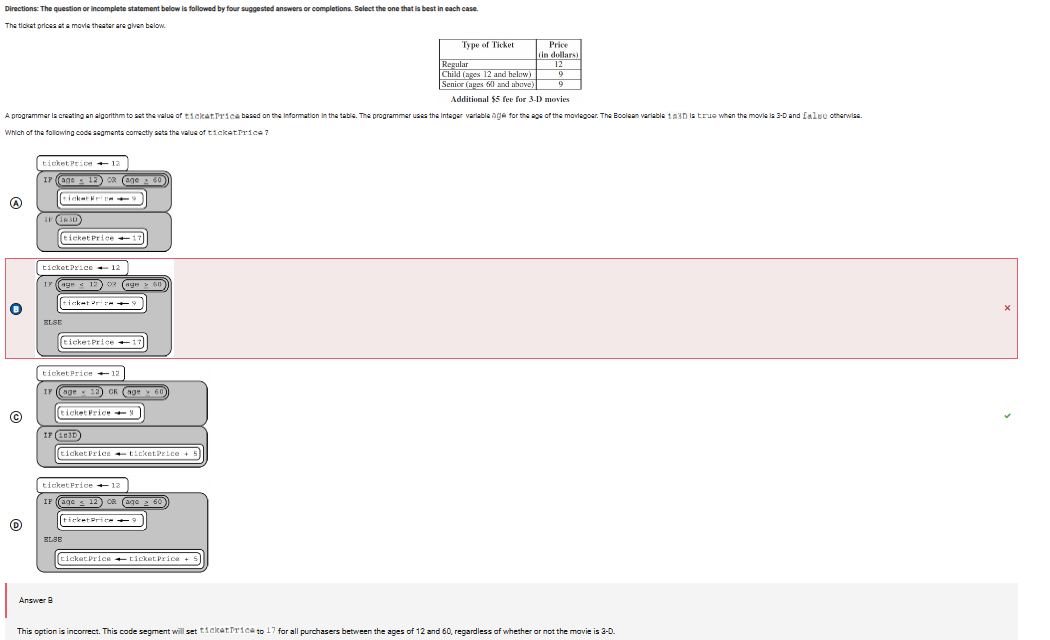 Directions: The question or incomplete statement below is followed by four suggested answers or completions. Select the one that is best in each case.
The ticket prices at a movie theater are given below.
Type of Ticket Price (in dollars)
Regular 12
Child (ages 12 and below) 9
Senior (ages 60 and above) 9
Additional $5 fee for 3-D movies
A programmer is creating an algorithm to set the value of ticketPrice based on the information in the table. The programmer uses the integer variable age for the age of the moviegoer. The Boolean variable is3D is true when the movie is 3-D and false otherwise.
Which of the following code segments correctly sets the value of ticketPrice ?
A
ticketPrice ← 12
IF age ≤ 12 OR age ≥ 60
ticketPrice ← 9
IF is3D
ticketPrice ← 17
B
ticketPrice ← 12
IF age ≤ 12 OR age ≥ 60
ticketPrice ← 9
ELSE
ticketPrice ← 17
C
ticketPrice ← 12
IF age ≤ 12 OR age ≥ 60
ticketPrice ← 9
IF is3D
ticketPrice ← ticketPrice + 5
D
ticketPrice ← 12
IF age ≤ 12 OR age ≥ 60
ticketPrice ← 9
ELSE
ticketPrice ← ticketPrice + 5
Answer B
This option is incorrect. This code segment will set ticketPrice to 17 for all purchasers between the ages of 12 and 60, regardless of whether or not the movie is 3-D.